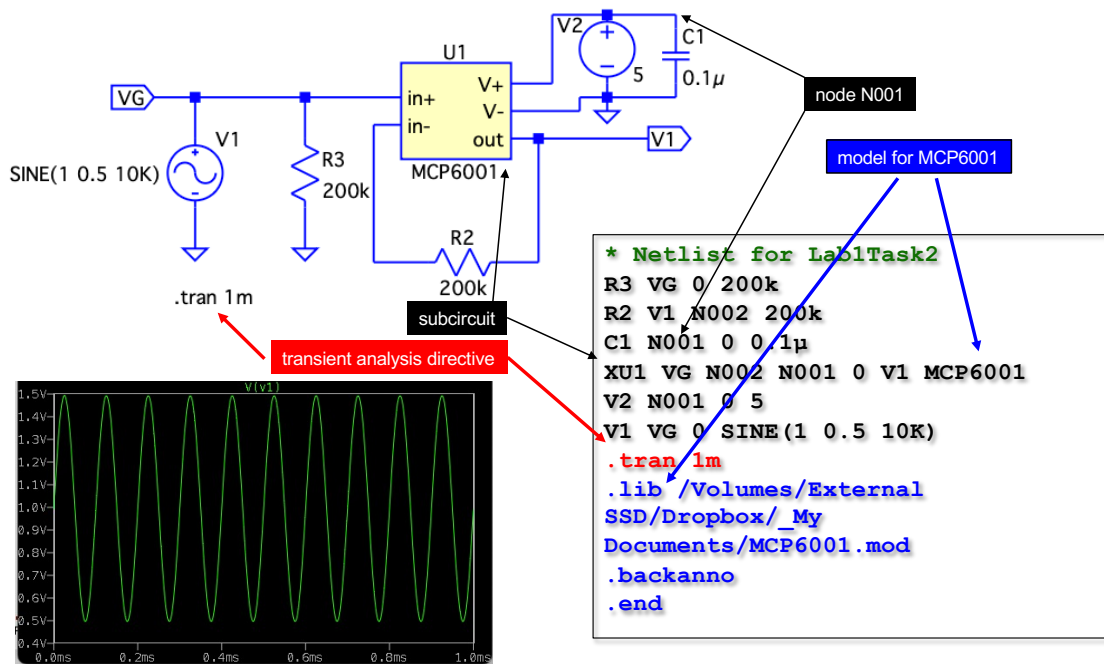 V2
C1
0.1µ
5
U1
V+
V-
in+
in-
out
MCP6001
VG
V1
SINE(1 0.5 10K)
R3
200k
V1
R2
200k
.tran 1m
node N001
model for MCP6001
subcircuit
transient analysis directive
* Netlist for Lab1Task2
R3 VG 0 200k
R2 V1 N002 200k
C1 N001 0 0.1µ
XU1 VG N002 N001 0 V1 MCP6001
V2 N001 0 5
V1 VG 0 SINE(1 0.5 10K)
.tran 1m
.lib /Volumes/External
SSD/Dropbox/_My
Documents/MCP6001.mod
.backanno
.end
V(v1)
1.5V
1.4V
1.3V
1.2V
1.1V
1.0V
0.9V
0.8V
0.7V
0.6V
0.5V
0.4V
0.0ms 0.2ms 0.4ms 0.6ms 0.8ms 1.0ms